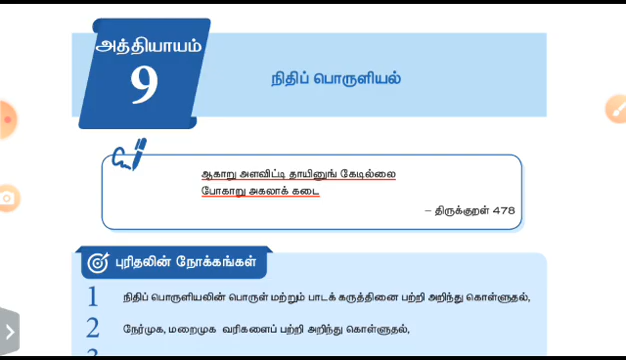 அத்தியாயம்
9
நிதிப் பொருளியல்
ஆகாறு அளவிட்டி தாயினுங் கேடில்லை
போகாறு அகலாக் கடை
– திருக்குறள் 478
புரிதலின் நோக்கங்கள்
1 நிதிப் பொருளியலின் பொருள் மற்றும் பாடக் கருத்தினை பற்றி அறிந்து கொள்ளுதல்,
2 நேர்முக, மறைமுக வரிகளைப் பற்றி அறிந்து கொள்ளுதல்,